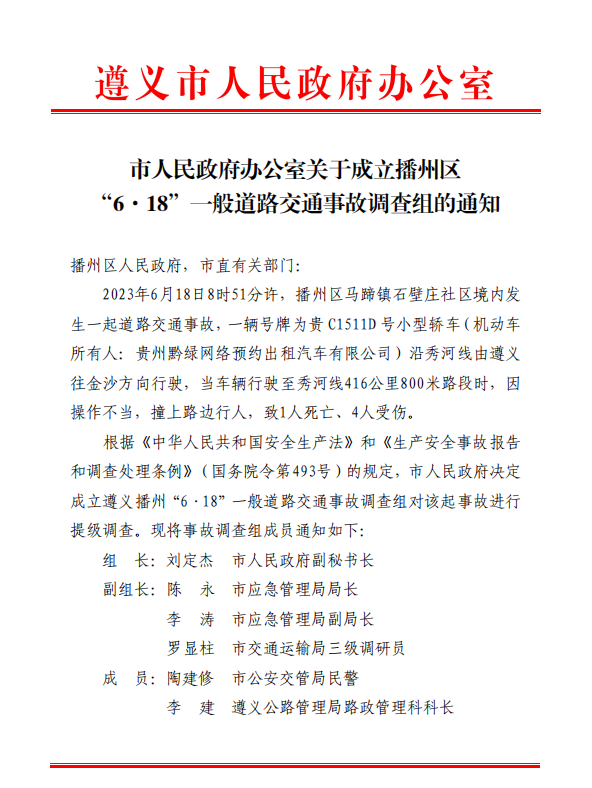 遵义市人民政府办公室
市人民政府办公室关于成立播州区
“6·18”一般道路交通事故调查组的通知
播州区人民政府，市直有关部门：
2023年6月18日8时51分许，播州区马蹄镇石壁庄社区境内发
生一起道路交通事故，一辆号牌为贵C1511D号小型轿车（机动车
所有人：贵州黔绿网络预约出租汽车有限公司）沿秀河线由遵义
往金沙方向行驶，当车辆行驶至秀河线416公里800米路段时，因
操作不当，撞上路边行人，致1人死亡、4人受伤。
根据《中华人民共和国安全生产法》和《生产安全事故报告
和调查处理条例》（国务院令第493号）的规定，市人民政府决定
成立遵义播州“6·18”一般道路交通事故调查组对该起事故进行
提级调查。现将事故调查组成员通知如下：
组　长：刘定杰　市人民政府副秘书长
副组长：陈　永　市应急管理局局长
李　涛　市应急管理局副局长
罗显柱　市交通运输局三级调研员
成　员：陶建修　市公安交管局民警
李　建　遵义公路管理局路政管理科科长